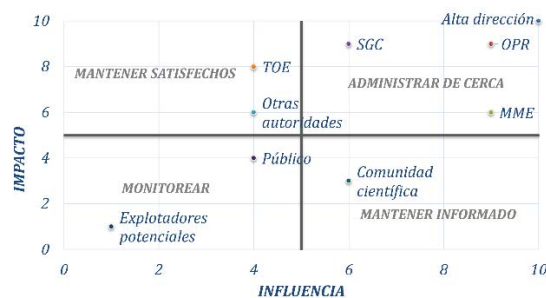 10
Alta dirección
SGC
OPR
8
TOE
MANTENER SATISFECHOS
ADMINISTRAR DE CERCA
6
Otras
autoridades
MME
IMPACTO
4
Público
Comunidad
científica
MONITOREAR
2
MANTENER INFORMADO
Explotadores
potenciales
0
0
2
4
6
8
10
INFLUENCIA